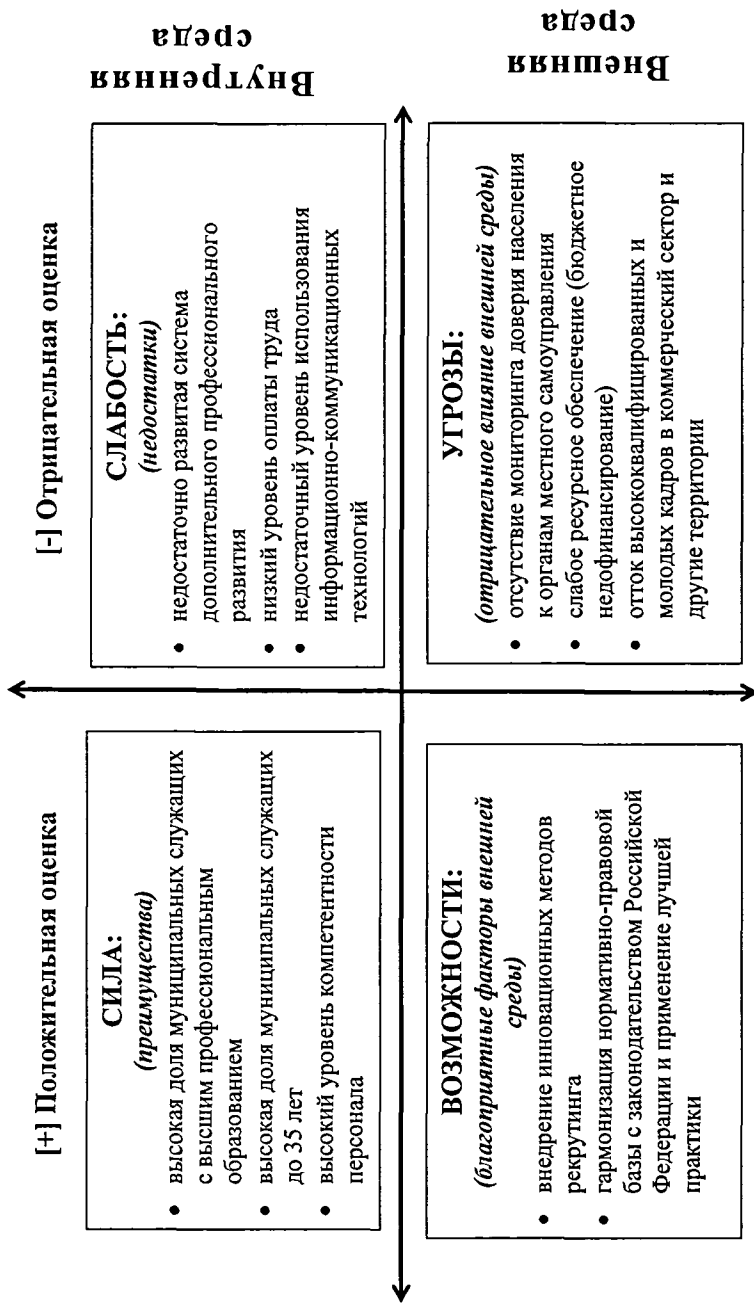 [+] Положительная оценка
[-] Отрицательная оценка
СИЛА:
(преимущества)
• высокая доля муниципальных служащих
с высшим профессиональным
образованием
• высокая доля муниципальных служащих
до 35 лет
• высокий уровень компетентности
персонала
СЛАБОСТЬ:
(недостатки)
• недостаточно развитая система
дополнительного профессионального
развития
• низкий уровень оплаты труда
• недостаточный уровень использования
информационно-коммуникационных
технологий
Внутренняя
среда
ВОЗМОЖНОСТИ:
(благоприятные факторы внешней
среды)
• внедрение инновационных методов
рекрутинга
• гармонизация нормативно-правовой
базы с законодательством Российской
Федерации и применение лучшей
практики
УГРОЗЫ:
(отрицательное влияние внешней среды)
• отсутствие мониторинга доверия населения
к органам местного самоуправления
• слабое ресурсное обеспечение (бюджетное
недофинансирование)
• отток высококвалифицированных и
молодых кадров в коммерческий сектор и
другие территории
Внешняя
среда